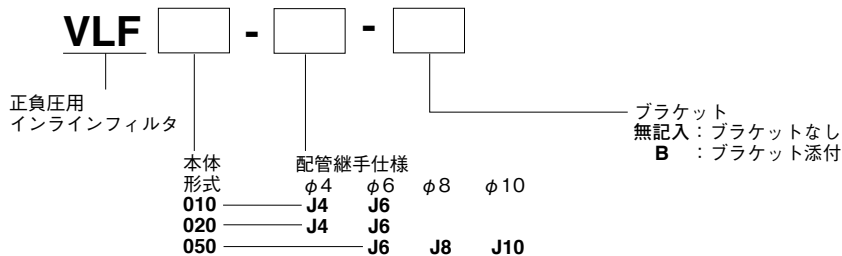 VLF - -
正負圧用
インラインフィルタ
ブラケット
無記入：ブラケットなし
B ：ブラケット添付
本体
形式
配管継手仕様
φ4 φ6 φ8 φ10
010 J4 J6
020 J4 J6
050 J6 J8 J10